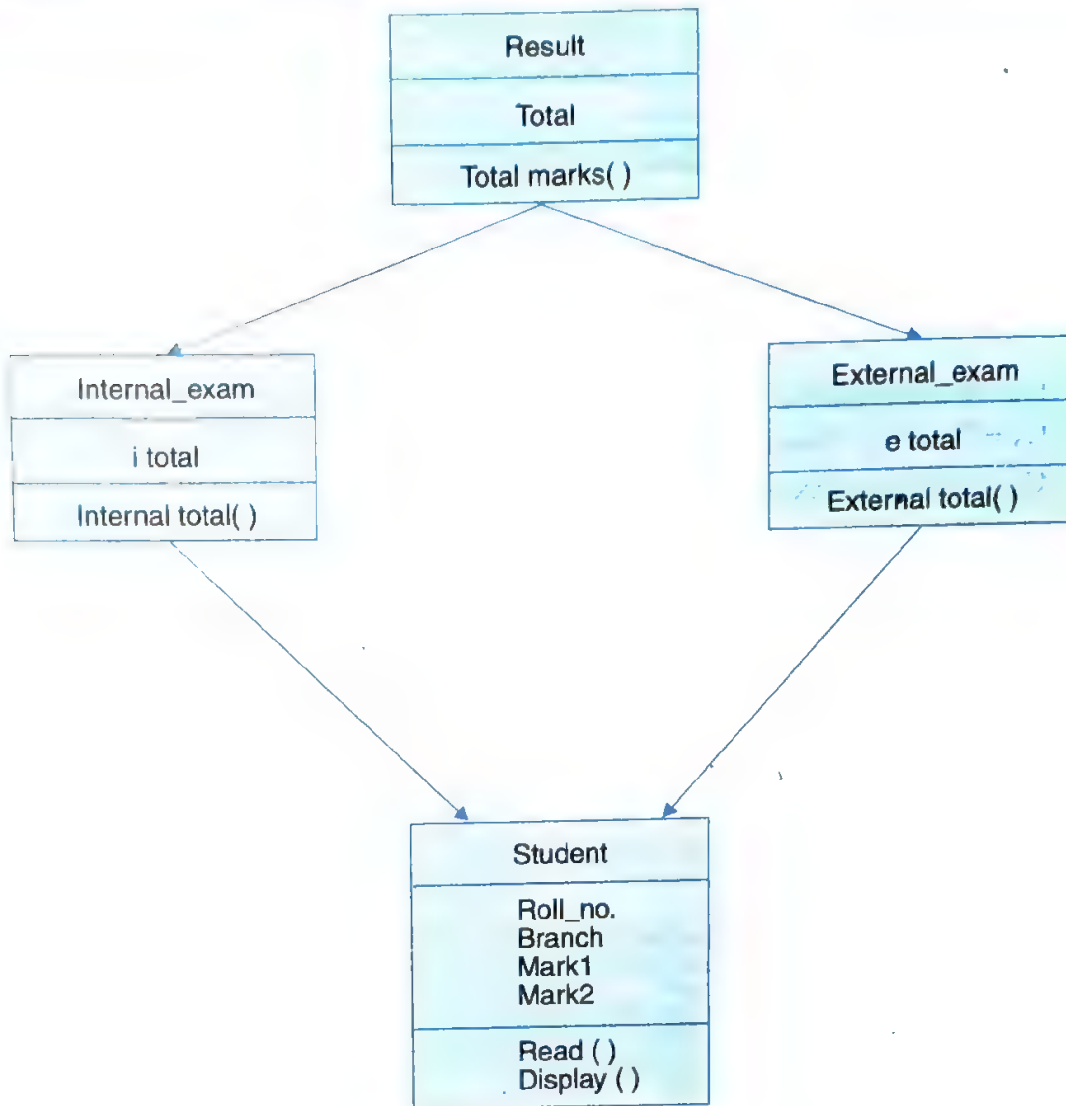 Result
Total
Total marks( )
Internal_exam
i total
Internal total( )
External_exam
e total
External total( )
Student
Roll_no.
Branch
Mark1
Mark2
Read ( )
Display ( )